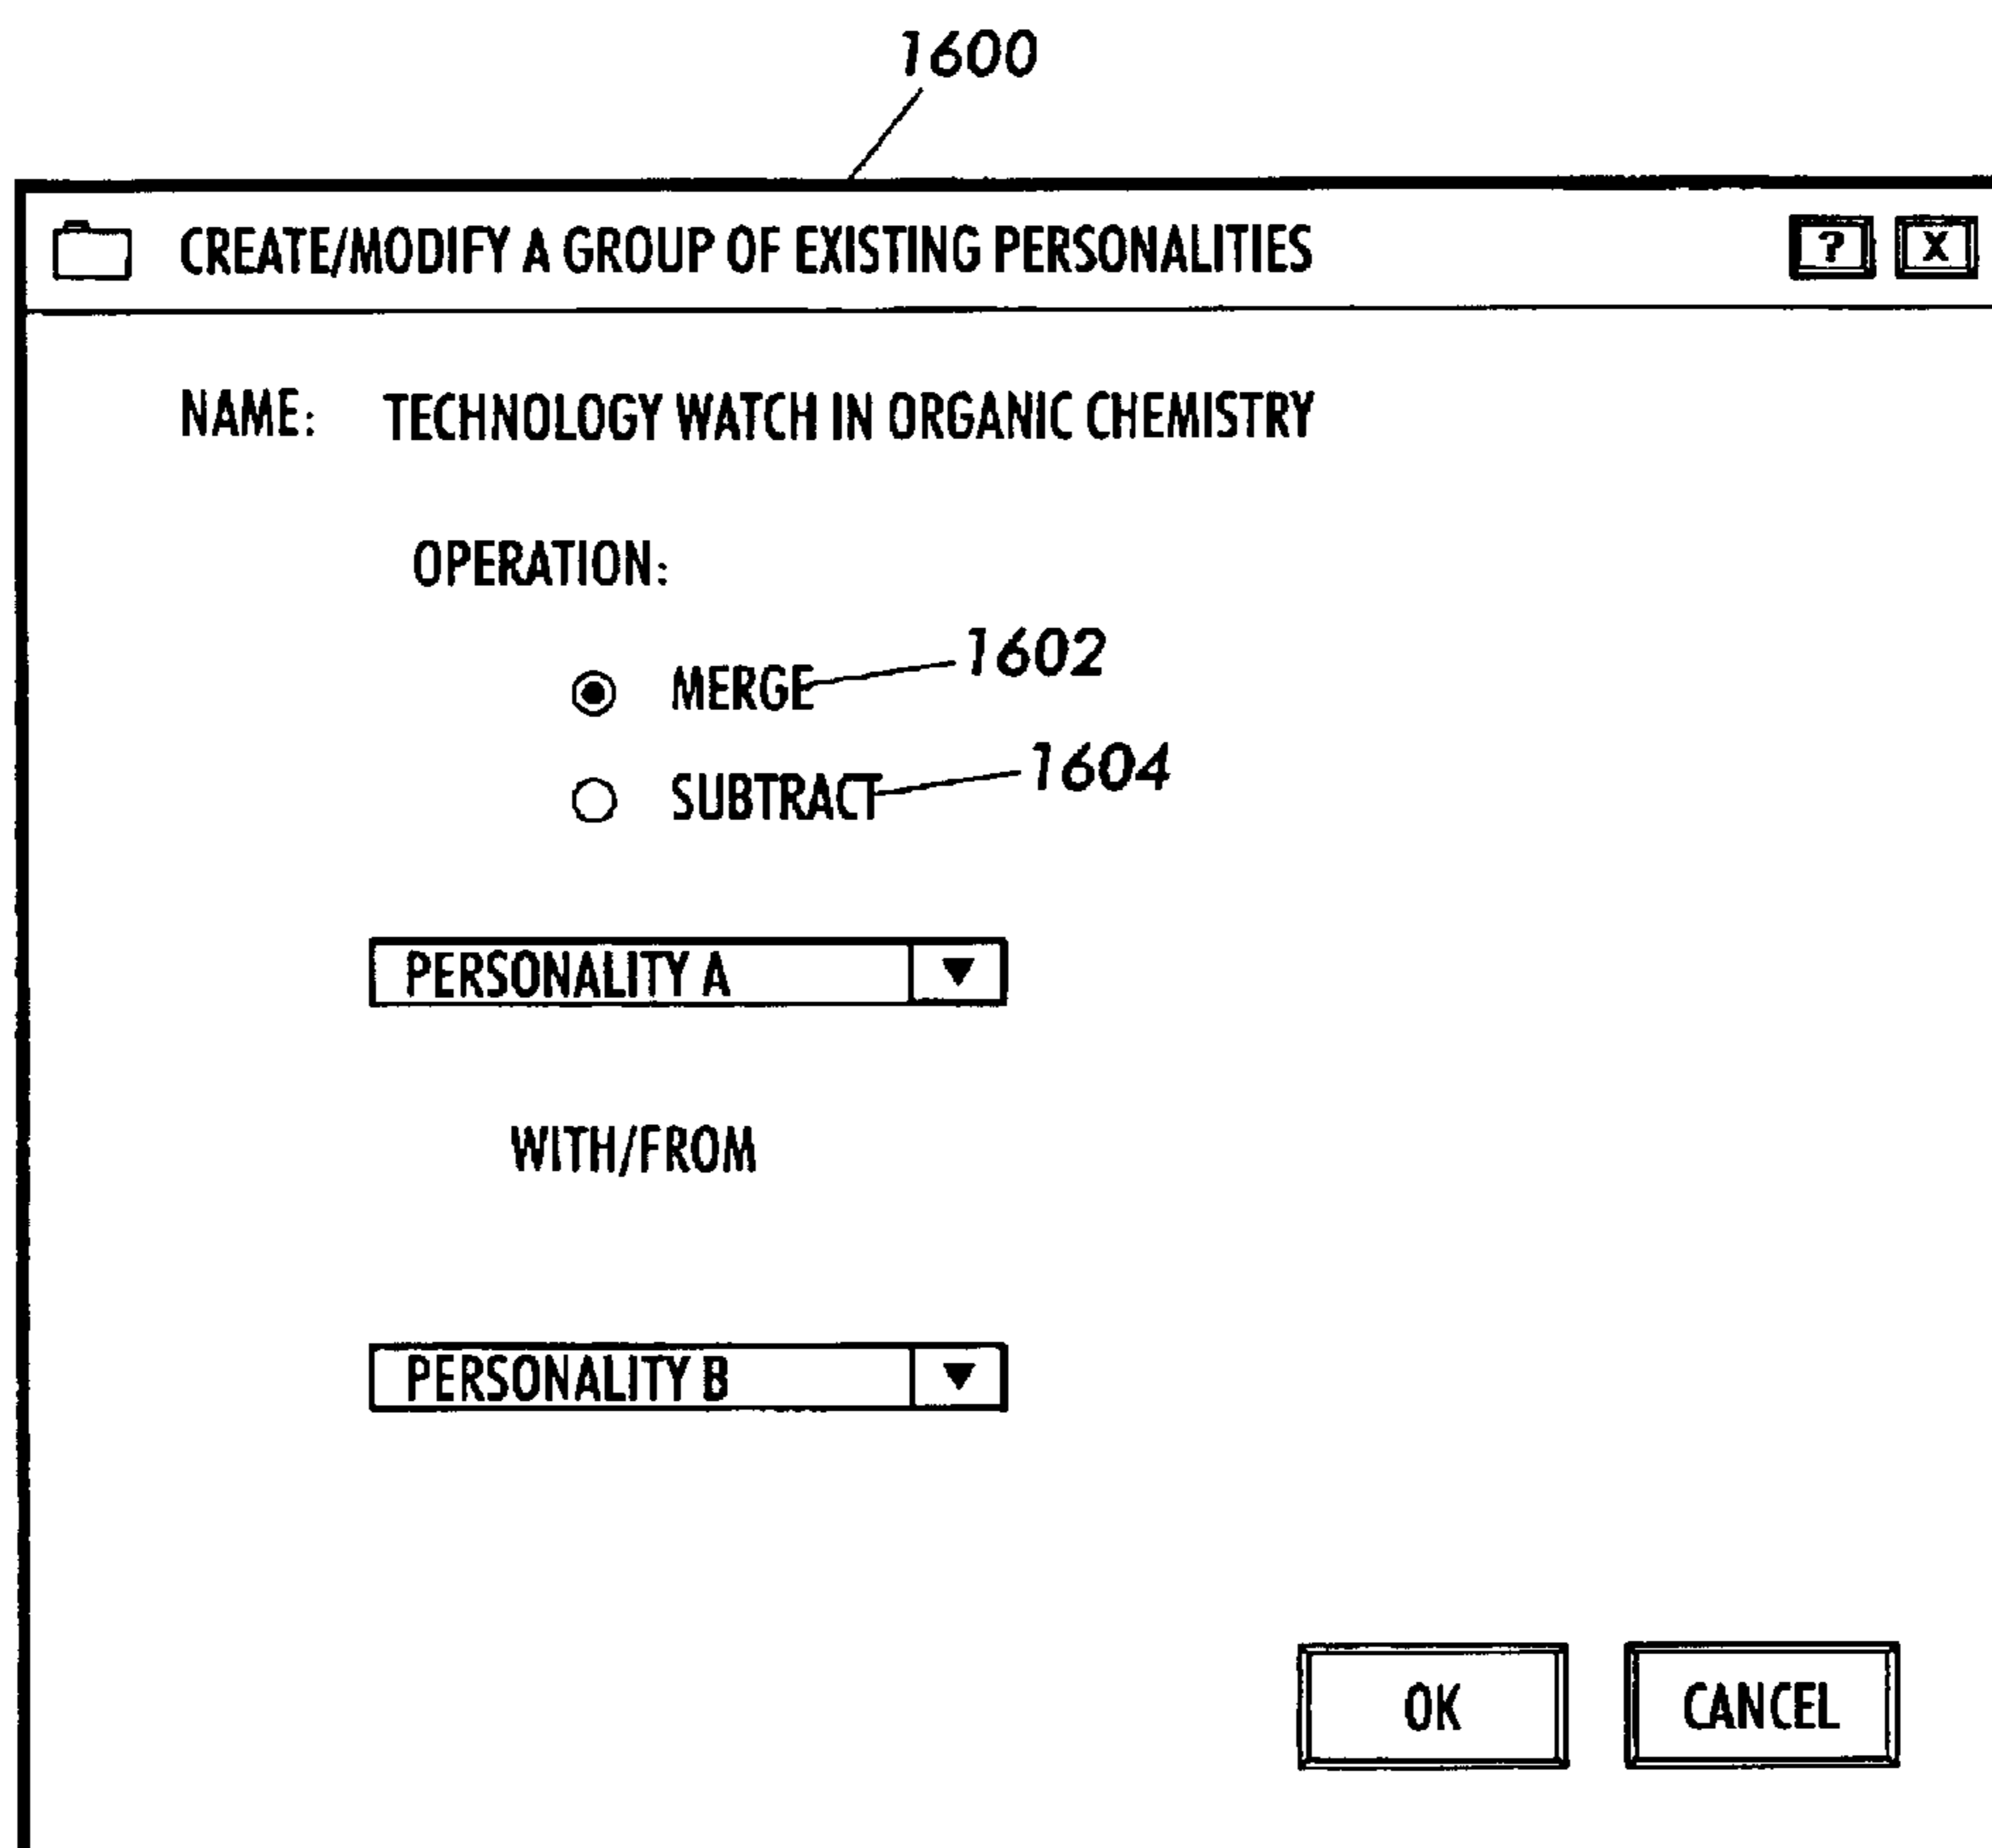 1600
CREATE/MODIFY A GROUP OF EXISTING PERSONALITIES ? X
NAME: TECHNOLOGY WATCH IN ORGANIC CHEMISTRY
OPERATION:
MERGE 1602
SUBTRACT 1604
PERSONALITY A
WITH/FROM
PERSONALITY B
OK CANCEL